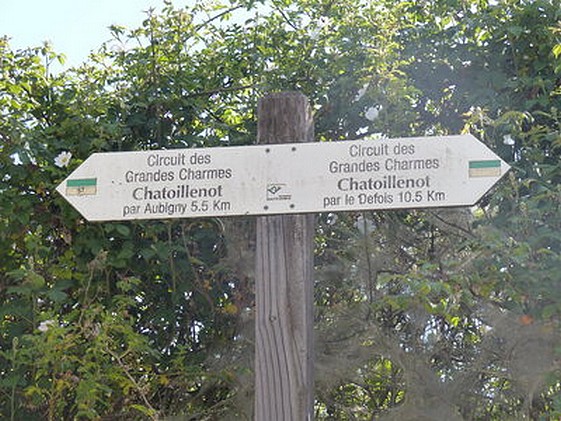 Circuit des
Grandes Charmes
Chatoillenot
par Aubigny 5.5 Km
Circuit des
Grandes Charmes
Chatoillenot
par le Defois 10.5 Km